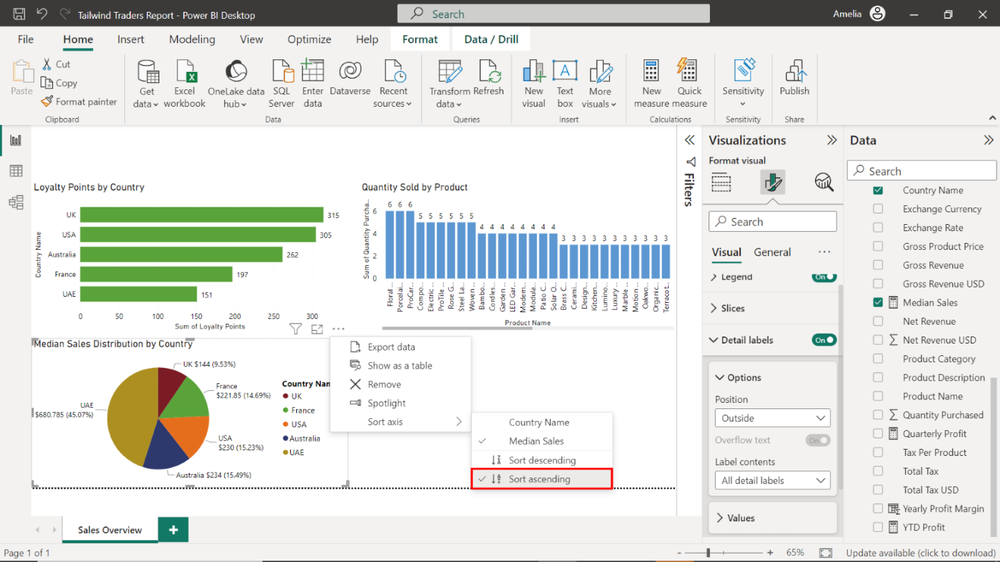 Tailwind Traders Report - Power BI Desktop
Search
Amelia
File Home Insert Modeling View Optimize Help Format Data / Drill
Paste
Cut
Copy
Format painter
Clipboard
Get data
Excel workbook
OneLake data hub
SQL Server
Enter data
Dataverse
Recent sources
Data
Transform data
Refresh
Queries
New visual
Text box
More visuals
Insert
New measure
Quick measure
Calculations
Sensitivity
Sensitivity
Publish
Share
Loyalty Points by Country
Country Name
UK 315
USA 305
Australia 262
France 197
UAE 151
0 50 100 150 200 250 300
Sum of Loyalty Points
Quantity Sold by Product
Sum of Quantity Purcha...
6
4
2
0
6 6 6 5 5 5 5 5 5 4 4 4 4 4 4 4 4 3 3 3 3 3 3 3 3 3 3 3
Floral ...
Porcelai...
ProCar...
Compo...
Electric ...
ProTile ...
Rose G...
Steel La...
Woven ...
Bambo...
Cordles...
Garden ...
LED Gar...
Modern...
Modula...
Patio C...
Solar O...
Brass C...
Cerami...
Design...
Kitchen...
Lumino...
Luxury ...
Marble ...
Motion ...
Oakwo...
Organic...
Terracot...
Product Name
Median Sales Distribution by Country
UK $144 (9.53%)
France
$221.85 (14.69%)
USA
$230 (15.23%)
Australia $234 (15.49%)
UAE
$680.785 (45.07%)
Country Nam
UK
France
USA
Australia
UAE
Export data
Show as a table
Remove
Spotlight
Sort axis
Country Name
Median Sales
Sort descending
Sort ascending
Filters
Visualizations
Format visual
Search
Visual General
Legend On
Slices
Detail labels On
Options
Position
Outside
Overflow text On
Label contents
All detail labels
Values
Data
Search
Country Name
Exchange Currency
Exchange Rate
Gross Product Price
Gross Revenue
Gross Revenue USD
Median Sales
Net Revenue
Net Revenue USD
Product Category
Product Description
Product Name
Quantity Purchased
Quarterly Profit
Tax Per Product
Total Tax
Total Tax USD
Yearly Profit Margin
YTD Profit
Sales Overview
Page 1 of 1
- + 65%
Update available (click to download)